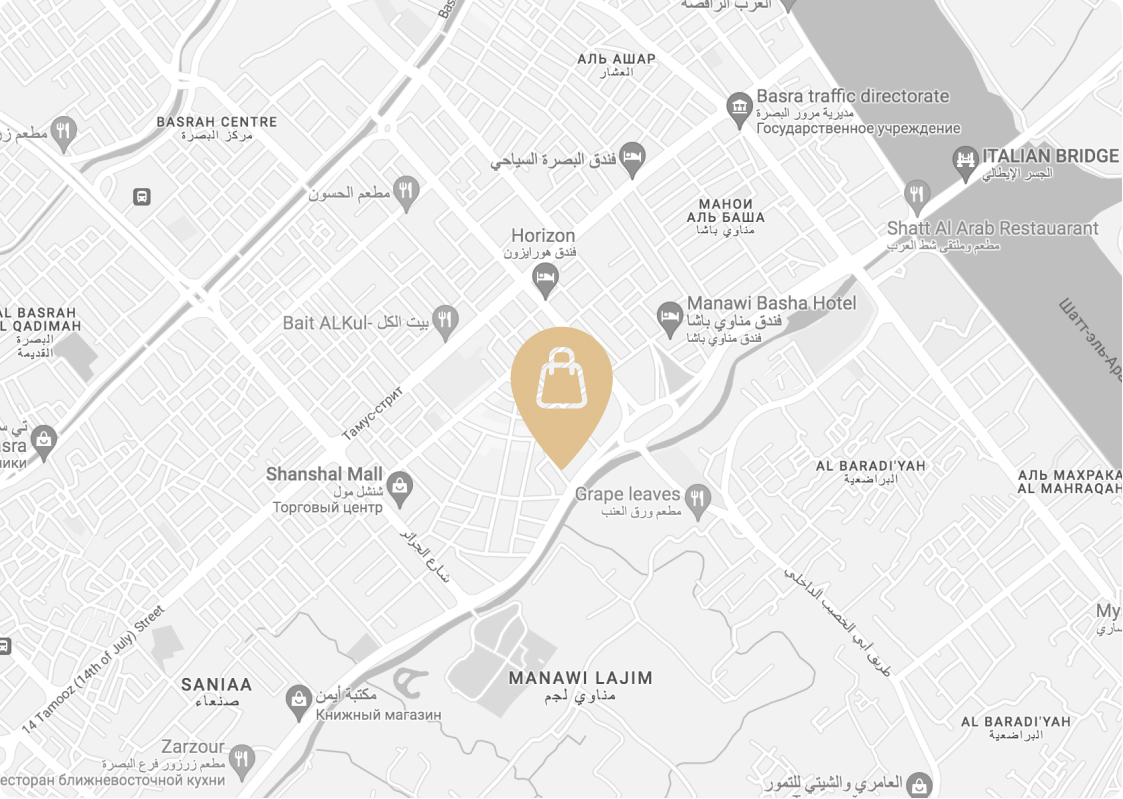 العرب الراقصة
Bas
АЛЬ АШАР
العشار
Basra traffic directorate
مديرية مرور البصرة
Государственное учреждение
BASRAH CENTRE
مركز البصرة
مطعم زر
فندق البصرة السياحي
ITALIAN BRIDGE
الجسر الإيطالي
مطعم الحسون
МАНОИ
АЛЬ БАША
مناوي باشا
Shatt Al Arab Restauarant
مطعم وملتقى شط العرب
Horizon
فندق هورايزون
Manawi Basha Hotel
فندق مناوي باشا
فندق مناوي باشا
AL BASRAH
L QADIMAH
البصرة
القديمة
Bait ALKul- بيت الكل
Шатт-эль-Ара
Тамус-стрит
تي س
asra
ники
Shanshal Mall
شنشل مول
Торговый центр
AL BARADI'YAH
البراضعية
АЛЬ МАХРАКА
AL MAHRAQAH
Grape leaves
مطعم ورق العنب
شارع الجزائر
طريق ابي الخصيب الداخلي
My
ساري
14 Tamooz (14th of July) Street
SANIAA
صنعاء
MANAWI LAJIM
مناوي لجم
مكتبة أيمن
Книжный магазин
AL BARADI'YAH
البراضعية
Zarzour
مطعم زرزور فرع البصرة
есторан ближневосточной кухни
العامري والشيتي للتمور